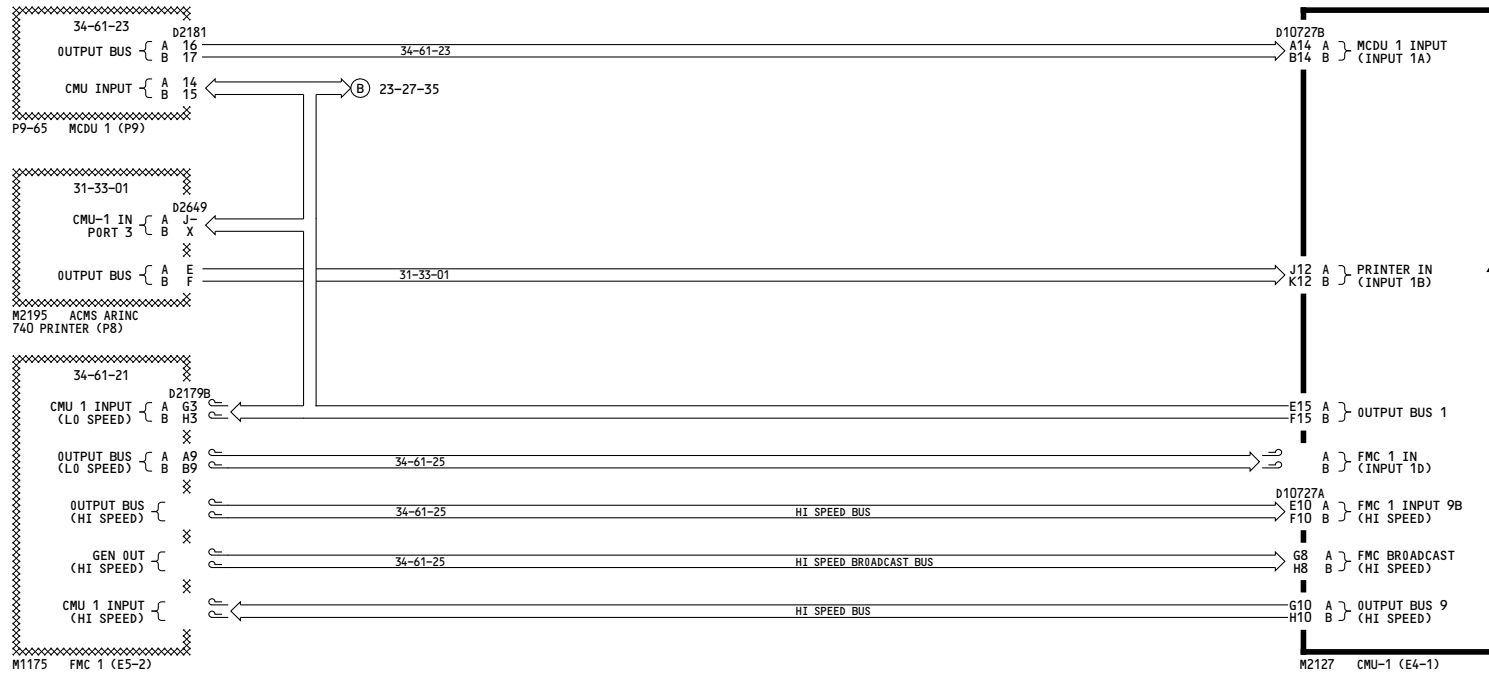 34-61-23
D2181
OUTPUT BUS { A 16
B 17
34-61-23
D10727B
A14 A } MCDU 1 INPUT
B14 B (INPUT 1A)
CMU INPUT { A 14
B 15
B 23-27-35
P9-65 MCDU 1 (P9)
31-33-01
D2649
CMU-1 IN { A J-
PORT 3 B X
OUTPUT BUS { A E
B F
31-33-01
J12 A } PRINTER IN
K12 B (INPUT 1B)
M2195 ACMS ARINC
740 PRINTER (P8)
34-61-21
D2179B
CMU 1 INPUT { A G3
(LO SPEED) B H3
E15 A } OUTPUT BUS 1
F15 B
OUTPUT BUS { A A9
(LO SPEED) B B9
34-61-25
A } FMC 1 IN
B (INPUT 1D)
OUTPUT BUS {
(HI SPEED)
34-61-25
HI SPEED BUS
D10727A
E10 A } FMC 1 INPUT 9B
F10 B (HI SPEED)
GEN OUT {
(HI SPEED)
34-61-25
HI SPEED BROADCAST BUS
G8 A } FMC BROADCAST
H8 B (HI SPEED)
CMU 1 INPUT {
(HI SPEED)
HI SPEED BUS
G10 A } OUTPUT BUS 9
H10 B (HI SPEED)
M1175 FMC 1 (E5-2)
M2127 CMU-1 (E4-1)